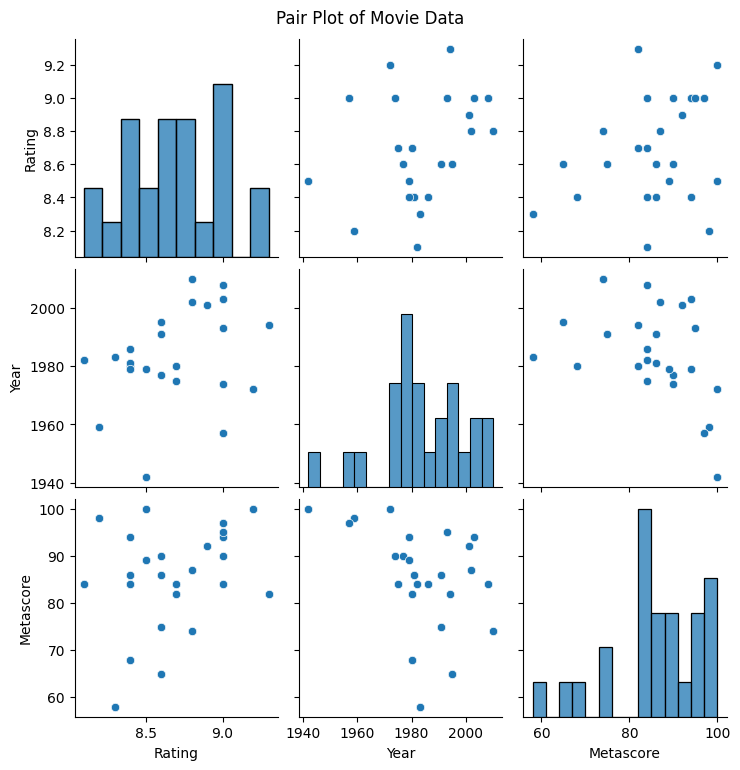 Pair Plot of Movie Data
9.2
9.0
8.8
8.6
8.4
8.2
Rating
2000
1980
1960
1940
Year
100
90
80
70
60
Metascore
8.5 9.0
1940 1960 1980 2000
60 80 100
Rating Year Metascore